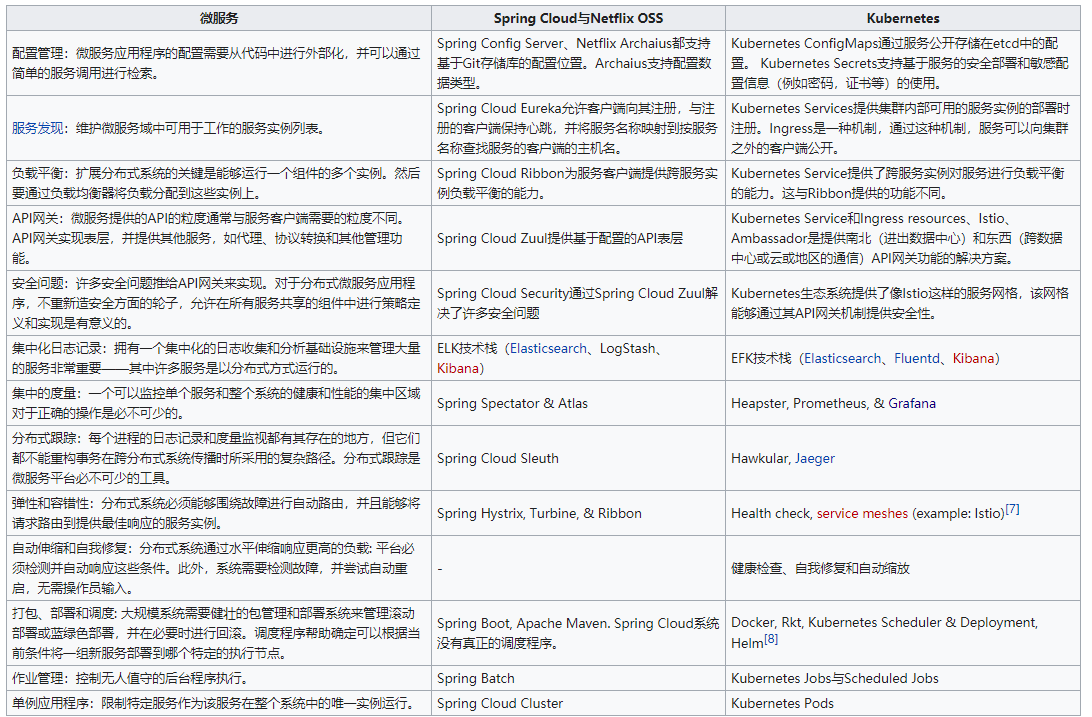 微服务
Spring Cloud与Netflix OSS
Kubernetes
配置管理：微服务应用程序的配置需要从代码中进行外部化，并可以通过
简单的服务调用进行检索。
Spring Config Server、Netflix Archaius都支持
基于Git存储库的配置位置。Archaius支持配置数
据类型。
Kubernetes ConfigMaps通过服务公开存储在etcd中的配
置。 Kubernetes Secrets支持基于服务的安全部署和敏感配
置信息（例如密码，证书等）的使用。
服务发现：维护微服务域中可用于工作的服务实例列表。
Spring Cloud Eureka允许客户端向其注册，与注
册的客户端保持心跳，并将服务名称映射到按服务
名称查找服务的客户端的主机名。
Kubernetes Services提供集群内部可用的服务实例的部署时
注册。Ingress是一种机制，通过这种机制，服务可以向集群
之外的客户端公开。
负载平衡：扩展分布式系统的关键是能够运行一个组件的多个实例。然后
要通过负载均衡器将负载分配到这些实例上。
Spring Cloud Ribbon为服务客户端提供跨服务实
例负载平衡的能力。
Kubernetes Service提供了跨服务实例对服务进行负载平衡
的能力。这与Ribbon提供的功能不同。
API网关：微服务提供的API的粒度通常与服务客户端需要的粒度不同。
API网关实现表层，并提供其他服务，如代理、协议转换和其他管理功
能。
Spring Cloud Zuul提供基于配置的API表层
Kubernetes Service和Ingress resources、Istio、
Ambassador是提供南北（进出数据中心）和东西（跨数据
中心或云或地区的通信）API网关功能的解决方案。
安全问题：许多安全问题推给API网关来实现。对于分布式微服务应用程
序，不重新造安全方面的轮子，允许在所有服务共享的组件中进行策略定
义和实现是有意义的。
Spring Cloud Security通过Spring Cloud Zuul解
决了许多安全问题
Kubernetes生态系统提供了像Istio这样的服务网格，该网格
能够通过其API网关机制提供安全性。
集中化日志记录：拥有一个集中化的日志收集和分析基础设施来管理大量
的服务非常重要——其中许多服务是以分布式方式运行的。
ELK技术栈（Elasticsearch、LogStash、
Kibana）
EFK技术栈（Elasticsearch、Fluentd、Kibana）
集中的度量：一个可以监控单个服务和整个系统的健康和性能的集中区域
对于正确的操作是必不可少的。
Spring Spectator & Atlas
Heapster, Prometheus, & Grafana
分布式跟踪：每个进程的日志记录和度量监视都有其存在的地方，但它们
都不能重构事务在跨分布式系统传播时所采用的复杂路径。分布式跟踪是
微服务平台必不可少的工具。
Spring Cloud Sleuth
Hawkular, Jaeger
弹性和容错性：分布式系统必须能够围绕故障进行自动路由，并且能够将
请求路由到提供最佳响应的服务实例。
Spring Hystrix, Turbine, & Ribbon
Health check, service meshes (example: Istio)[7]
自动伸缩和自我修复：分布式系统通过水平伸缩响应更高的负载: 平台必
须检测并自动响应这些条件。此外，系统需要检测故障，并尝试自动重
启，无需操作员输入。
-
健康检查、自我修复和自动缩放
打包、部署和调度: 大规模系统需要健壮的包管理和部署系统来管理滚动
部署或蓝绿色部署，并在必要时进行回滚。调度程序帮助确定可以根据当
前条件将一组新服务部署到哪个特定的执行节点。
Spring Boot, Apache Maven. Spring Cloud系统
没有真正的调度程序。
Docker, Rkt, Kubernetes Scheduler & Deployment,
Helm[8]
作业管理：控制无人值守的后台程序执行。
Spring Batch
Kubernetes Jobs与Scheduled Jobs
单例应用程序：限制特定服务作为该服务在整个系统中的唯一实例运行。
Spring Cloud Cluster
Kubernetes Pods